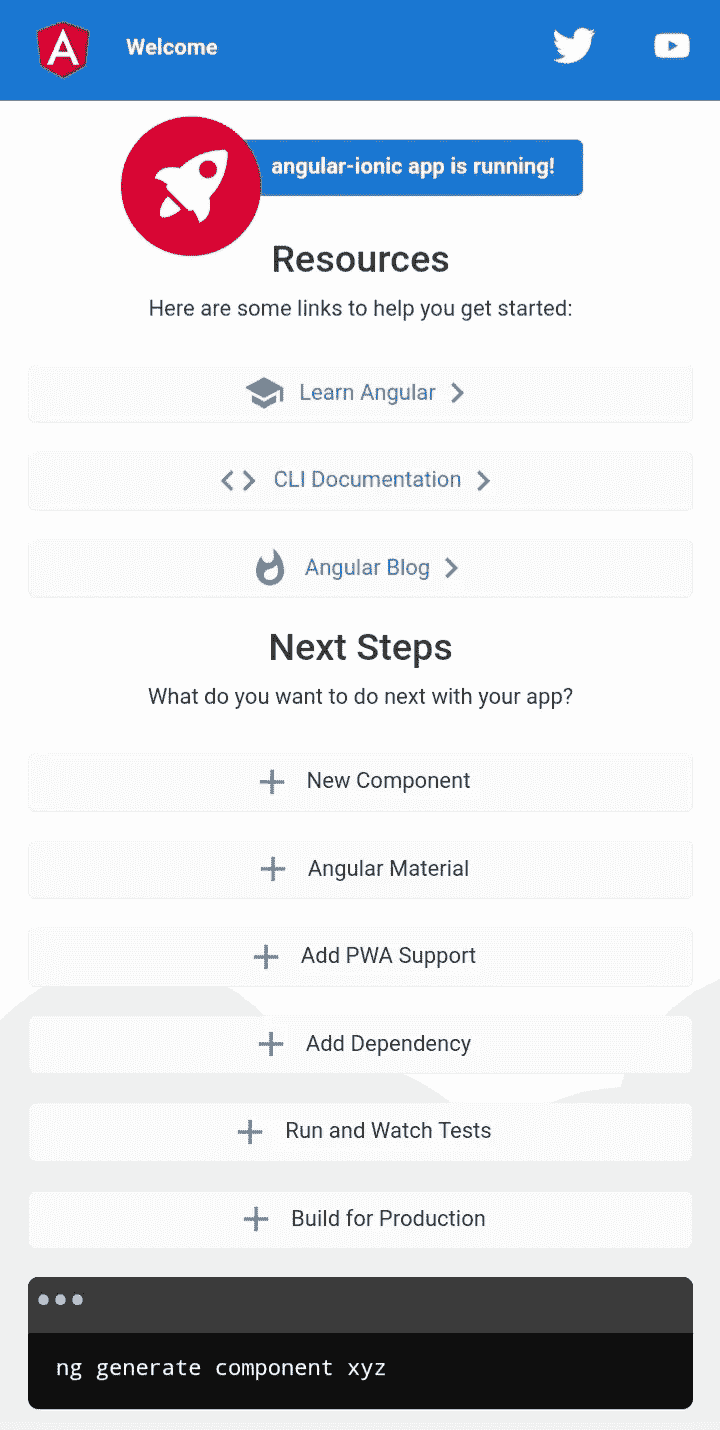 Welcome
angular-ionic app is running!
Resources
Here are some links to help you get started:
Learn Angular
CLI Documentation
Angular Blog
Next Steps
What do you want to do next with your app?
New Component
Angular Material
Add PWA Support
Add Dependency
Run and Watch Tests
Build for Production
ng generate component xyz